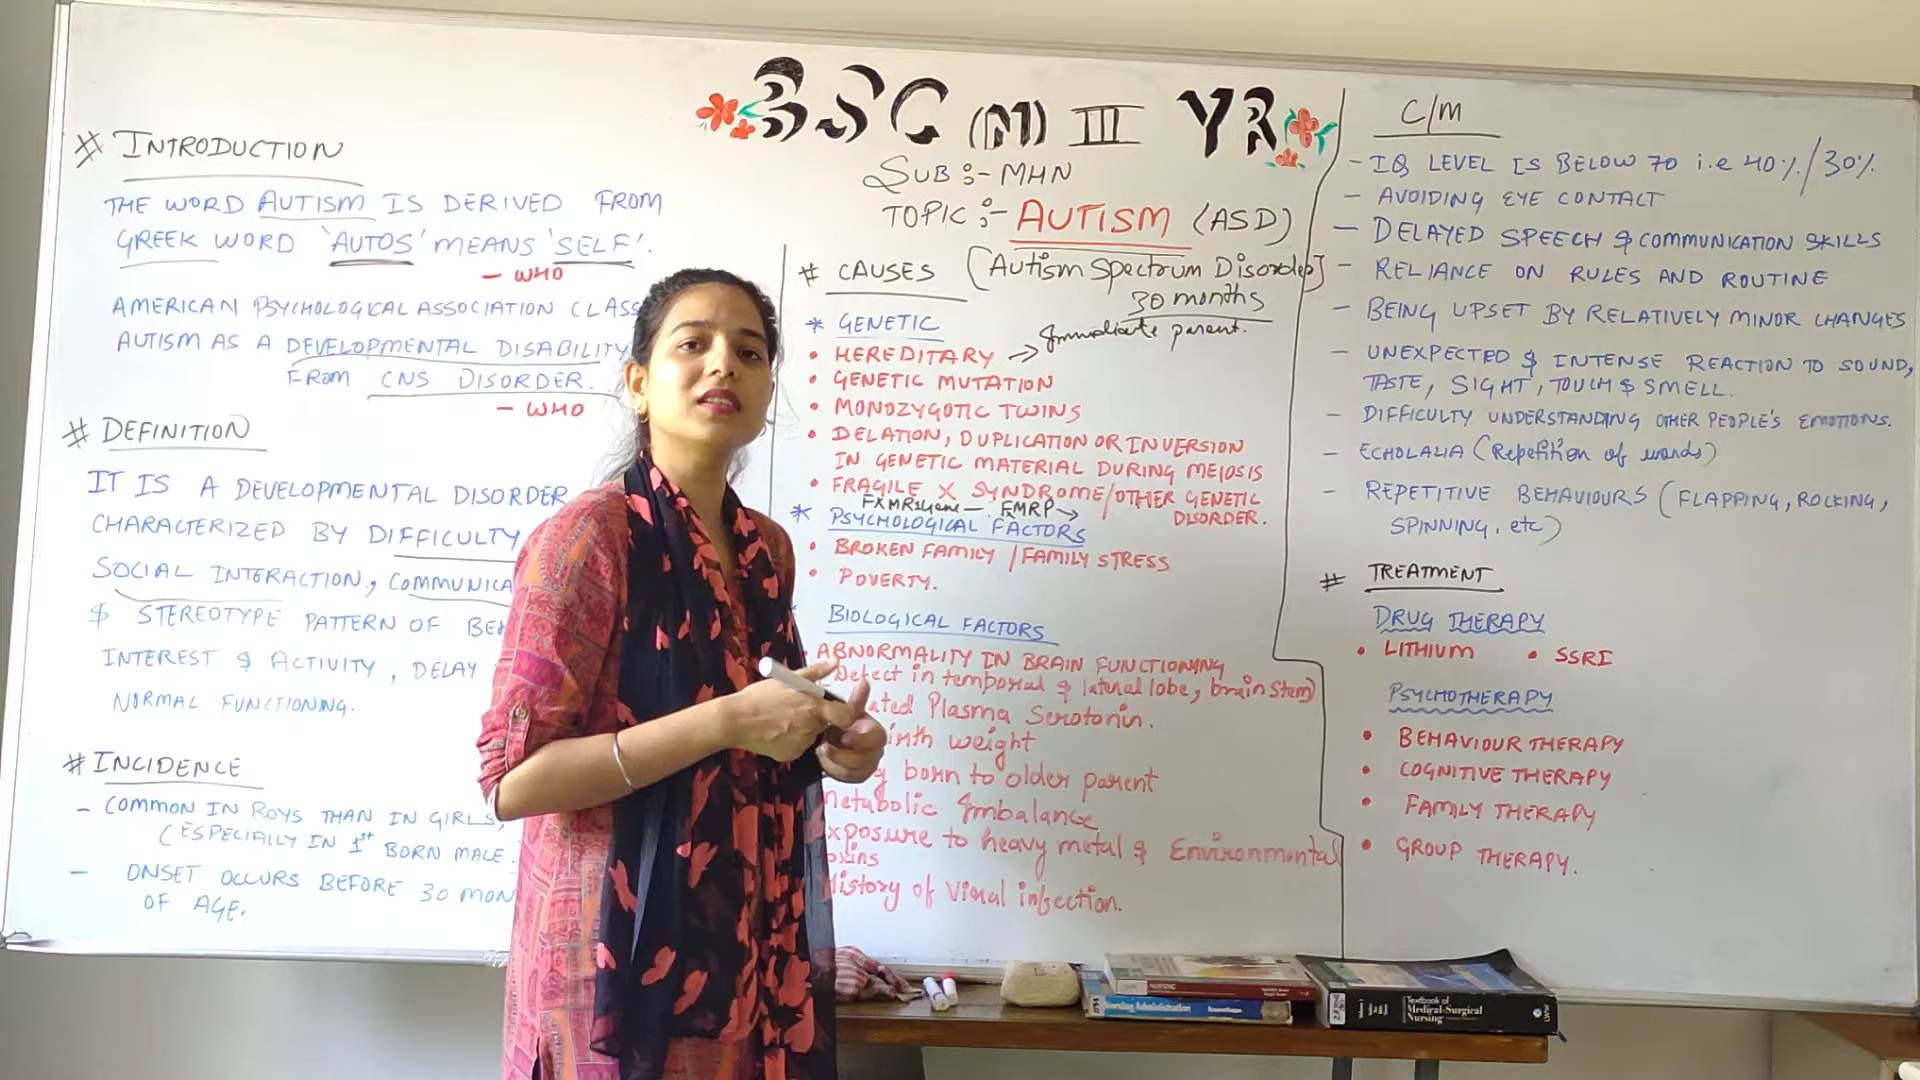 BSC (N) III YR
SUB :- MHN
TOPIC :- AUTISM (ASD)
[Autism Spectrum Disorder]
# INTRODUCTION
THE WORD AUTISM IS DERIVED FROM
GREEK WORD 'AUTOS' MEANS 'SELF'.
- WHO
AMERICAN PSYCHOLOGICAL ASSOCIATION CLASS
AUTISM AS A DEVELOPMENTAL DISABILITY
FROM CNS DISORDER.
- WHO
# DEFINITION
IT IS A DEVELOPMENTAL DISORDER
CHARACTERIZED BY DIFFICULTY
SOCIAL INTERACTION, COMMUNICA
& STEREOTYPE PATTERN OF BEH
INTEREST & ACTIVITY, DELAY
NORMAL FUNCTIONING.
# INCIDENCE
- COMMON IN BOYS THAN IN GIRLS,
(ESPECIALLY IN 1st BORN MALE.
- ONSET OCCURS BEFORE 30 MON
OF AGE.
# CAUSES
30 months
* GENETIC
• HEREDITARY → Immediate parent.
• GENETIC MUTATION
• MONOZYGOTIC TWINS
• DELATION, DUPLICATION OR INVERSION
IN GENETIC MATERIAL DURING MEIOSIS
• FRAGILE X SYNDROME/OTHER GENETIC
DISORDER.
FMRP →
* PSYCHOLOGICAL FACTORS
• BROKEN FAMILY / FAMILY STRESS
• POVERTY.
* BIOLOGICAL FACTORS
• ABNORMALITY IN BRAIN FUNCTIONING
(Defect in temporal & lateral lobe, brain stem)
ated Plasma Serotonin.
irth weight
g born to older parent
Metabolic Imbalance
xposure to heavy metal & Environmental
oxins
History of Viral infection.
C/M
- IQ LEVEL IS BELOW 70 i.e 40%/30%
- AVOIDING EYE CONTACT
- DELAYED SPEECH & COMMUNICATION SKILLS
- RELIANCE ON RULES AND ROUTINE
- BEING UPSET BY RELATIVELY MINOR CHANGES
- UNEXPECTED & INTENSE REACTION TO SOUND,
TASTE, SIGHT, TOUCH & SMELL.
- DIFFICULTY UNDERSTANDING OTHER PEOPLE'S EMOTIONS.
- ECHOLALIA (Repetition of words)
- REPETITIVE BEHAVIOURS (FLAPPING, ROCKING,
SPINNING, etc)
# TREATMENT
DRUG THERAPY
• LITHIUM • SSRI
PSYCHOTHERAPY
• BEHAVIOUR THERAPY
• COGNITIVE THERAPY
• FAMILY THERAPY
• GROUP THERAPY.
NURSING
Nursing Administration
Textbook of
Medical-Surgical
Nursing
LWW